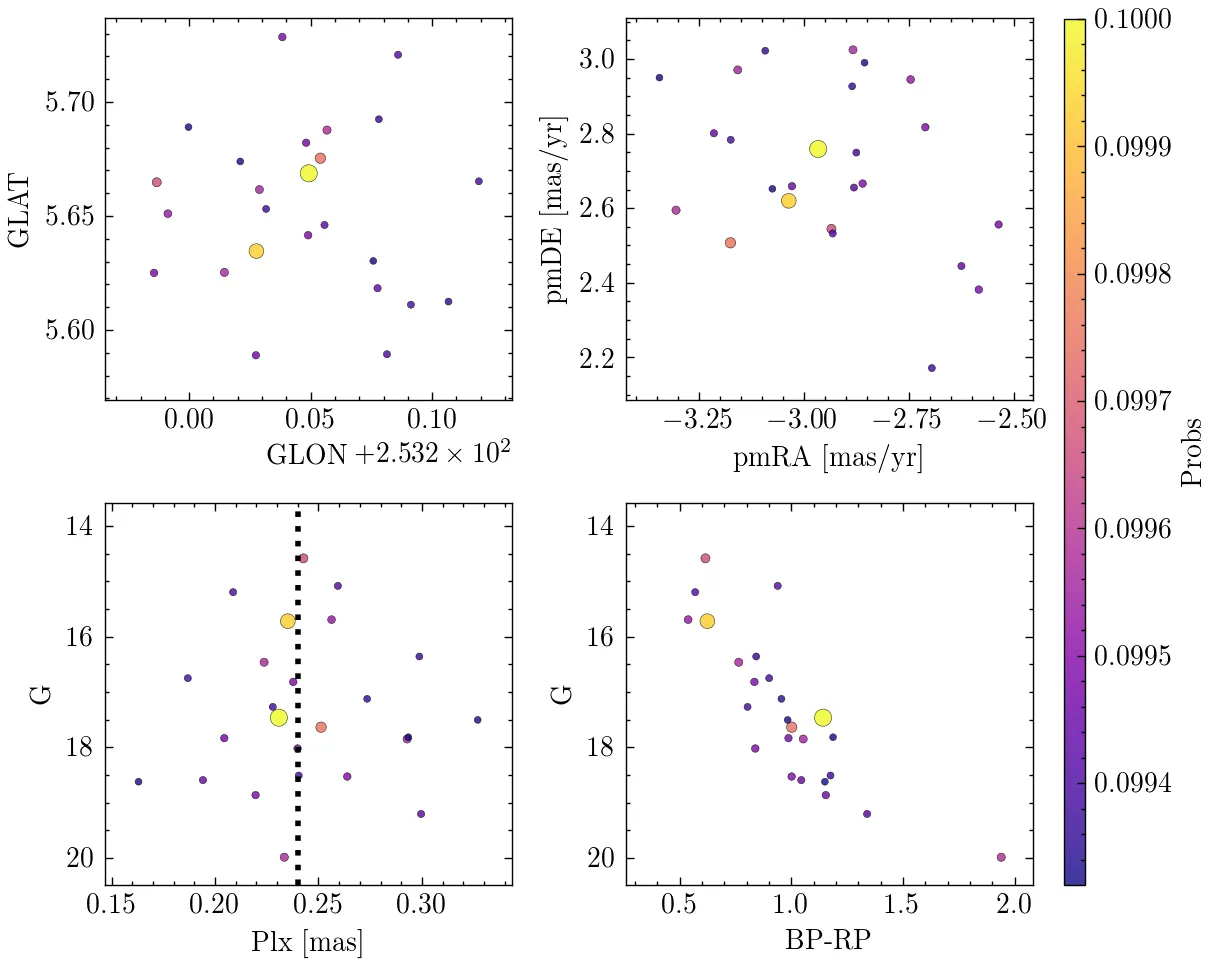 5.70
5.65
5.60
GLAT
0.00 0.05 0.10
GLON +2.532 × 10²
3.0
2.8
2.6
2.4
2.2
pmDE [mas/yr]
−3.25 −3.00 −2.75 −2.50
pmRA [mas/yr]
14
16
18
20
G
0.15 0.20 0.25 0.30
Plx [mas]
14
16
18
20
G
0.5 1.0 1.5 2.0
BP-RP
0.1000
0.0999
0.0998
0.0997
0.0996
0.0995
0.0994
Probs